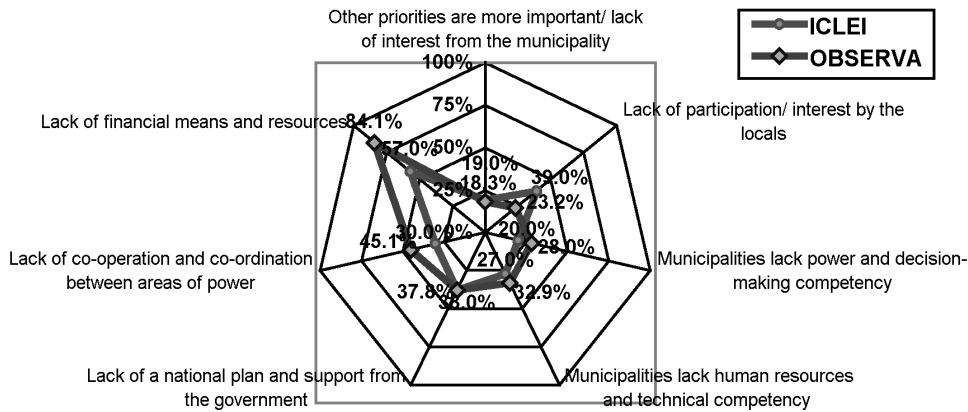 Other priorities are more important/ lack
of interest from the municipality
ICLEI
OBSERVA
100%
75%
50%
25%
0%
Lack of participation/ interest by the
locals
Lack of financial means and resources
84.1%
57.0%
19.0%
18.3%
39.0%
23.2%
20.0%
28.0%
30.0%
45.1%
27.0%
32.9%
37.8%
38.0%
Lack of co-operation and co-ordination
between areas of power
Municipalities lack power and decision-
making competency
Lack of a national plan and support from
the government
Municipalities lack human resources
and technical competency